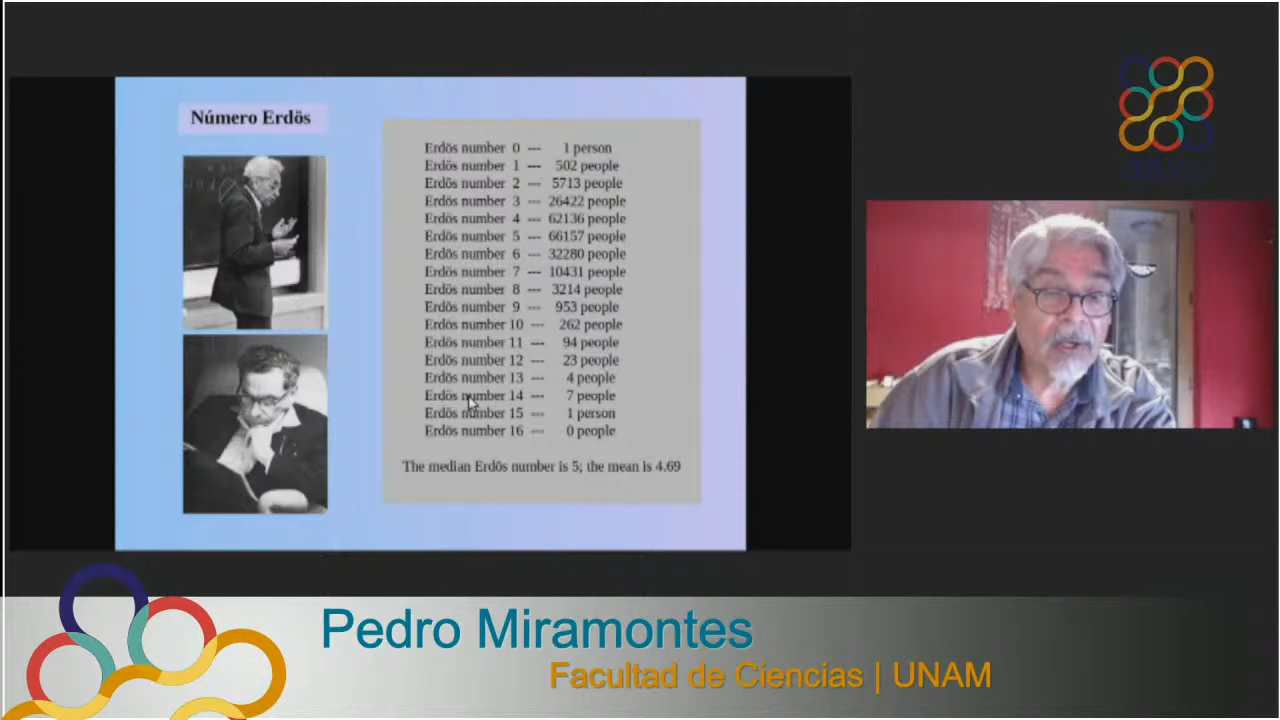 Número Erdös
Erdös number 0 --- 1 person
Erdös number 1 --- 502 people
Erdös number 2 --- 5713 people
Erdös number 3 --- 26422 people
Erdös number 4 --- 62136 people
Erdös number 5 --- 66157 people
Erdös number 6 --- 32280 people
Erdös number 7 --- 10431 people
Erdös number 8 --- 3214 people
Erdös number 9 --- 953 people
Erdös number 10 --- 262 people
Erdös number 11 --- 94 people
Erdös number 12 --- 23 people
Erdös number 13 --- 4 people
Erdös number 14 --- 7 people
Erdös number 15 --- 1 person
Erdös number 16 --- 0 people
The median Erdös number is 5; the mean is 4.69
Pedro Miramontes
Facultad de Ciencias | UNAM